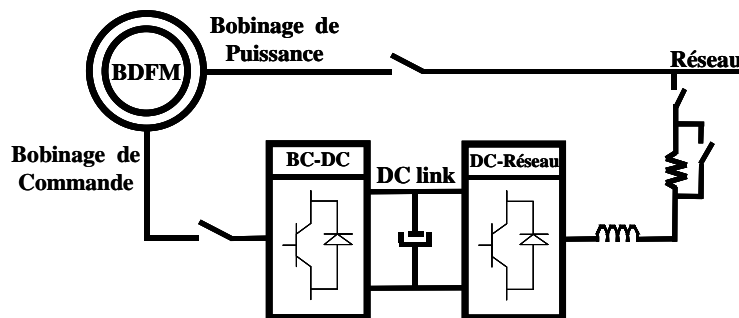 Bobinage de
Puissance
Réseau
BDFM
Bobinage de
Commande
BC-DC
DC link
DC-Réseau